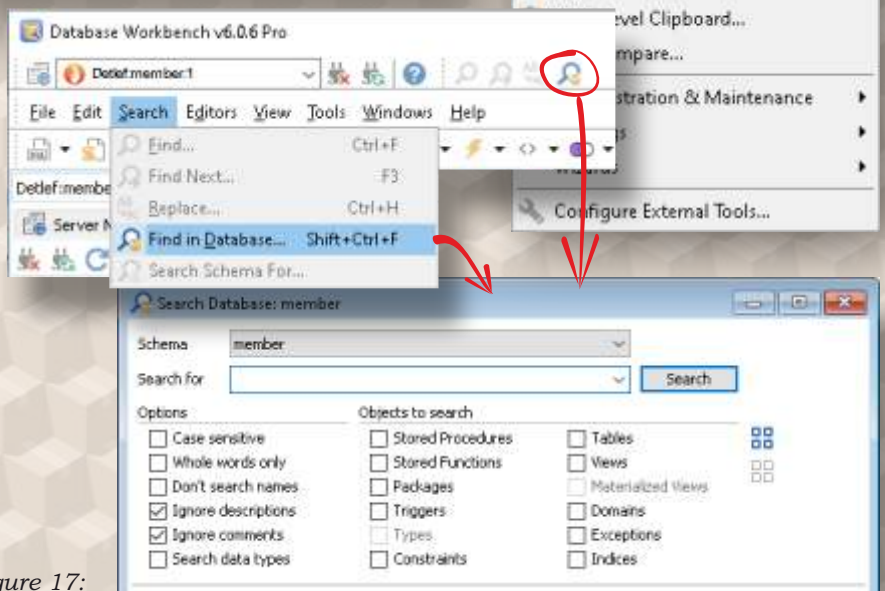 Database Workbench v6.0.6 Pro
Detlef:member:1
File Edit Search Editors View Tools Windows Help
Find... Ctrl+F
Find Next... F3
Replace... Ctrl+H
Find in Database... Shift+Ctrl+F
Search Schema For...
Detlef:membe
Server N
evel Clipboard...
mpare...
stration & Maintenance
gs
Wizards
Configure External Tools...
Search Database: member
Schema member
Search for Search
Options Objects to search
Case sensitive Stored Procedures Tables
Whole words only Stored Functions Views
Don't search names Packages Materialized Views
Ignore descriptions Triggers Domains
Ignore comments Types Exceptions
Search data types Constraints Indices
gure 17: